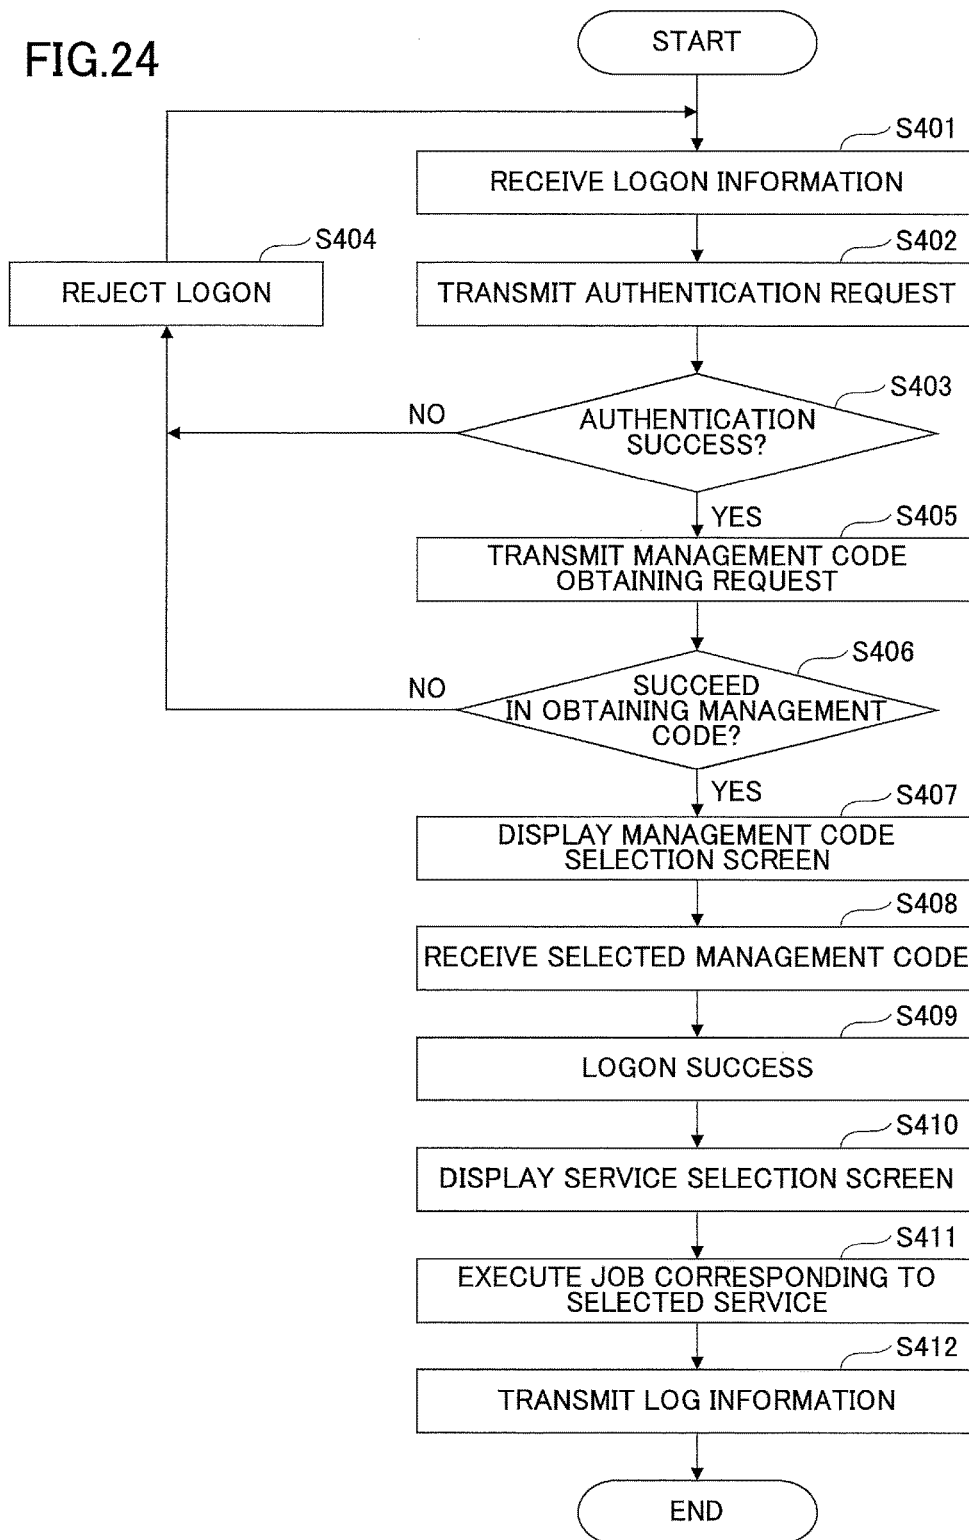 FIG.24
START
S401
RECEIVE LOGON INFORMATION
S402
TRANSMIT AUTHENTICATION REQUEST
S404
REJECT LOGON
S403
AUTHENTICATION
SUCCESS?
NO
YES
S405
TRANSMIT MANAGEMENT CODE
OBTAINING REQUEST
S406
SUCCEED
IN OBTAINING MANAGEMENT
CODE?
NO
YES
S407
DISPLAY MANAGEMENT CODE
SELECTION SCREEN
S408
RECEIVE SELECTED MANAGEMENT CODE
S409
LOGON SUCCESS
S410
DISPLAY SERVICE SELECTION SCREEN
S411
EXECUTE JOB CORRESPONDING TO
SELECTED SERVICE
S412
TRANSMIT LOG INFORMATION
END